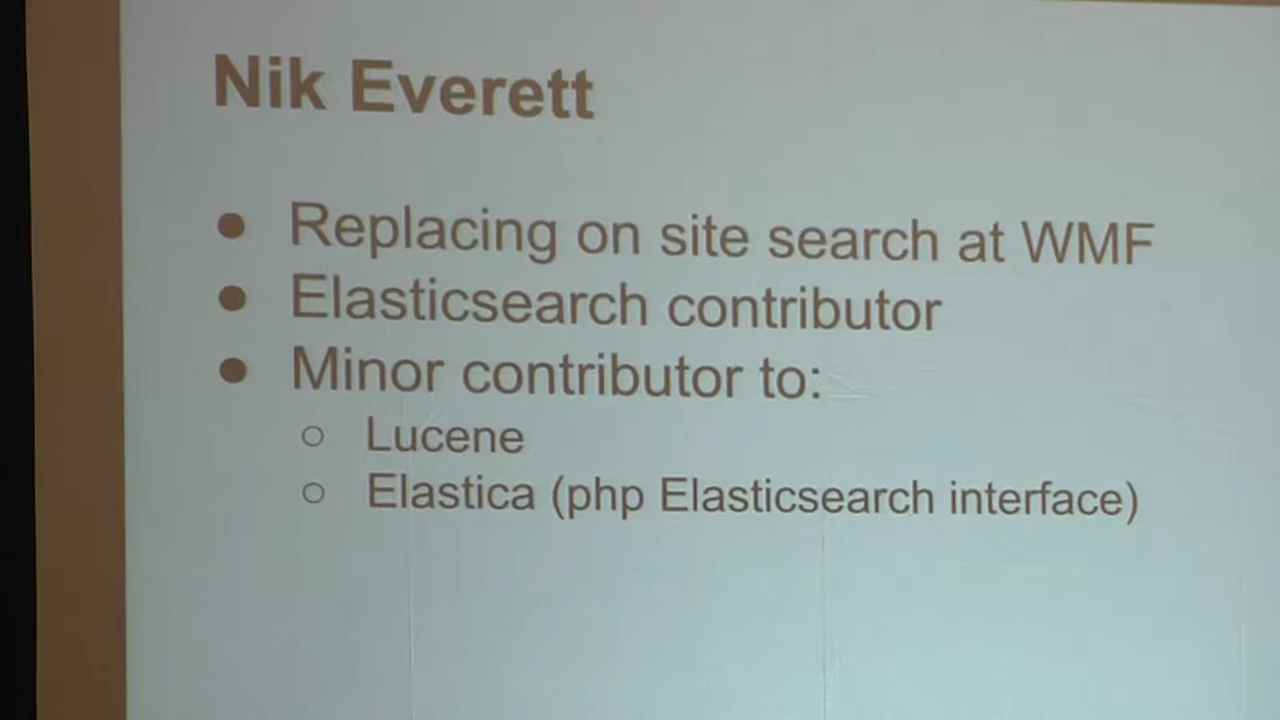 Nik Everett
● Replacing on site search at WMF
● Elasticsearch contributor
● Minor contributor to:
○ Lucene
○ Elastica (php Elasticsearch interface)